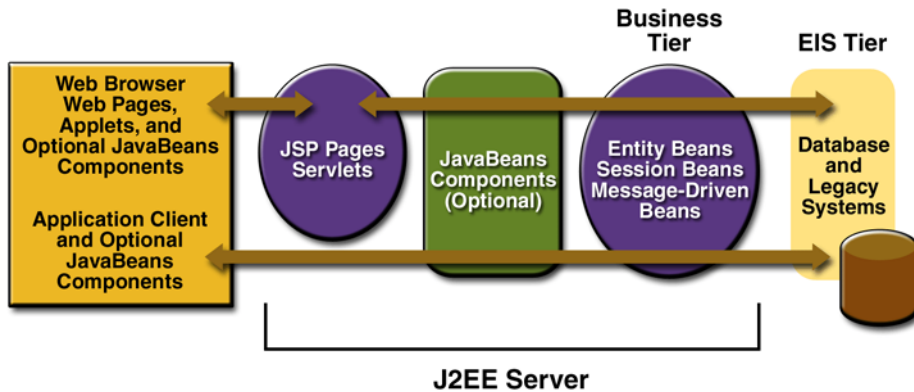 Business
Tier
EIS Tier
Web Browser
Web Pages,
Applets, and
Optional JavaBeans
Components
Application Client
and Optional
JavaBeans
Components
JSP Pages
Servlets
JavaBeans
Components
(Optional)
Entity Beans
Session Beans
Message-Driven
Beans
Database
and
Legacy
Systems
J2EE Server